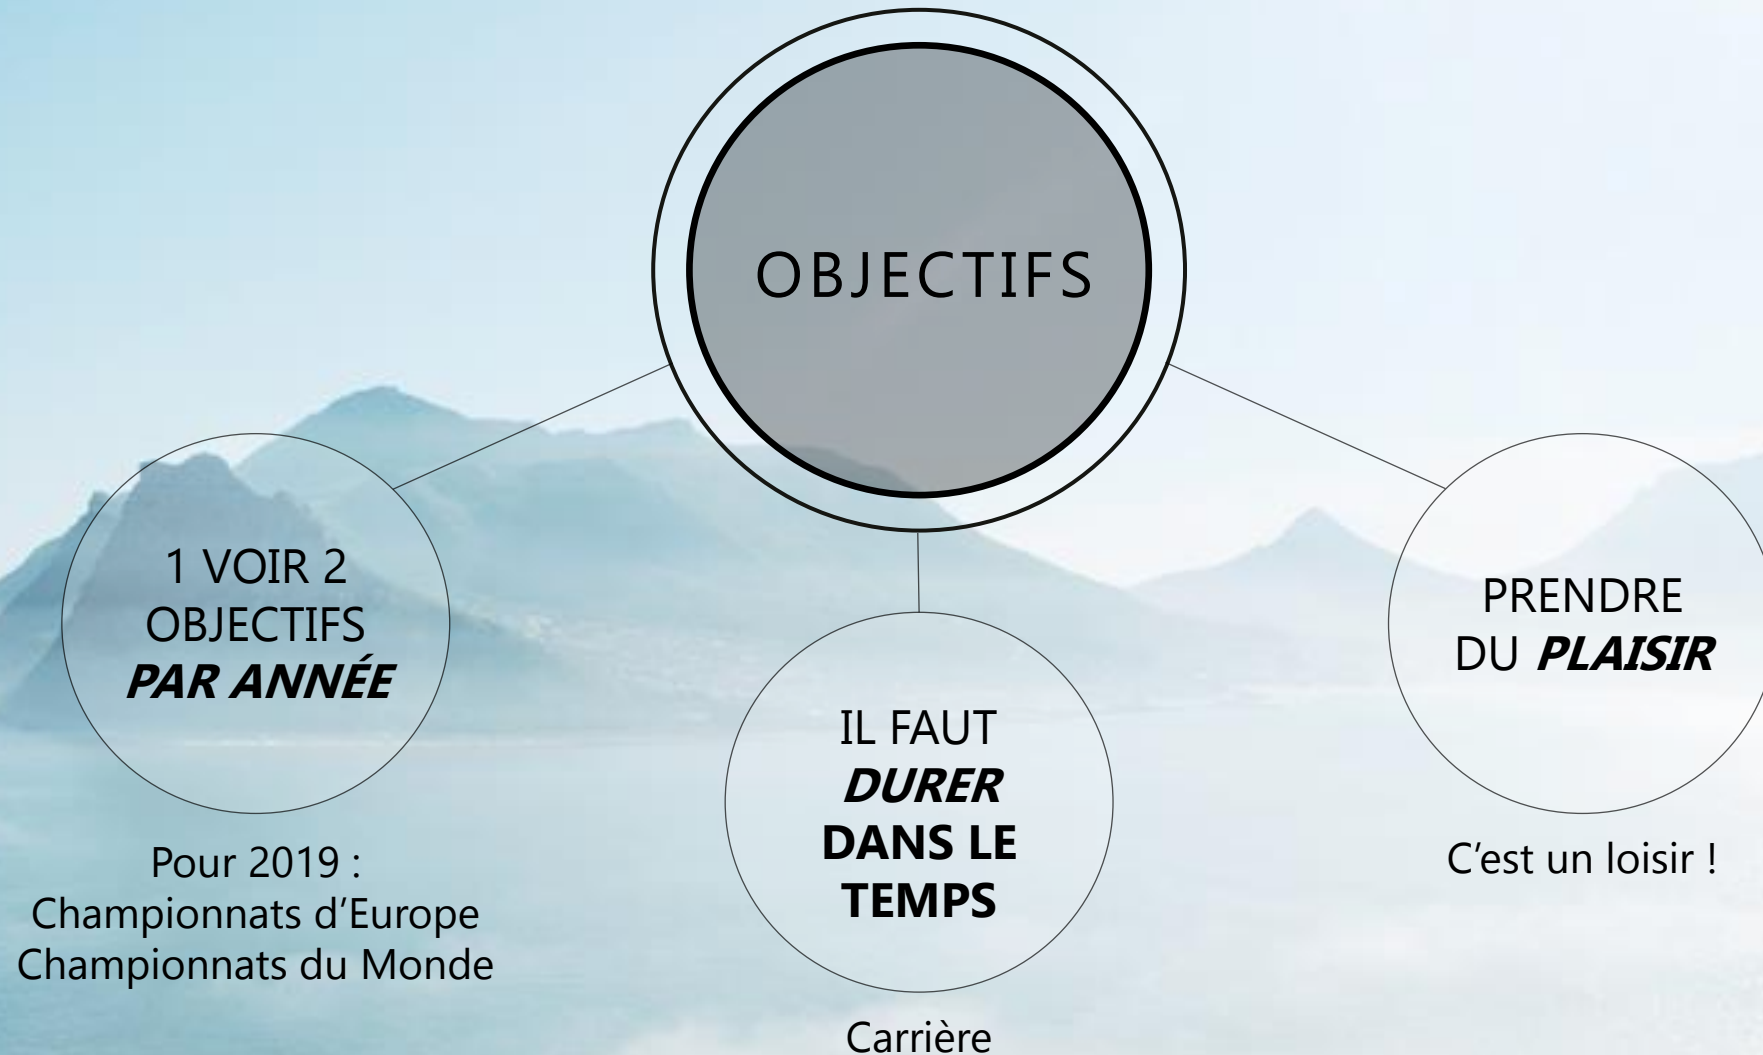 OBJECTIFS
1 VOIR 2
OBJECTIFS
PAR ANNÉE
Pour 2019 :
Championnats d’Europe
Championnats du Monde
IL FAUT
DURER
DANS LE
TEMPS
Carrière
PRENDRE
DU PLAISIR
C’est un loisir !